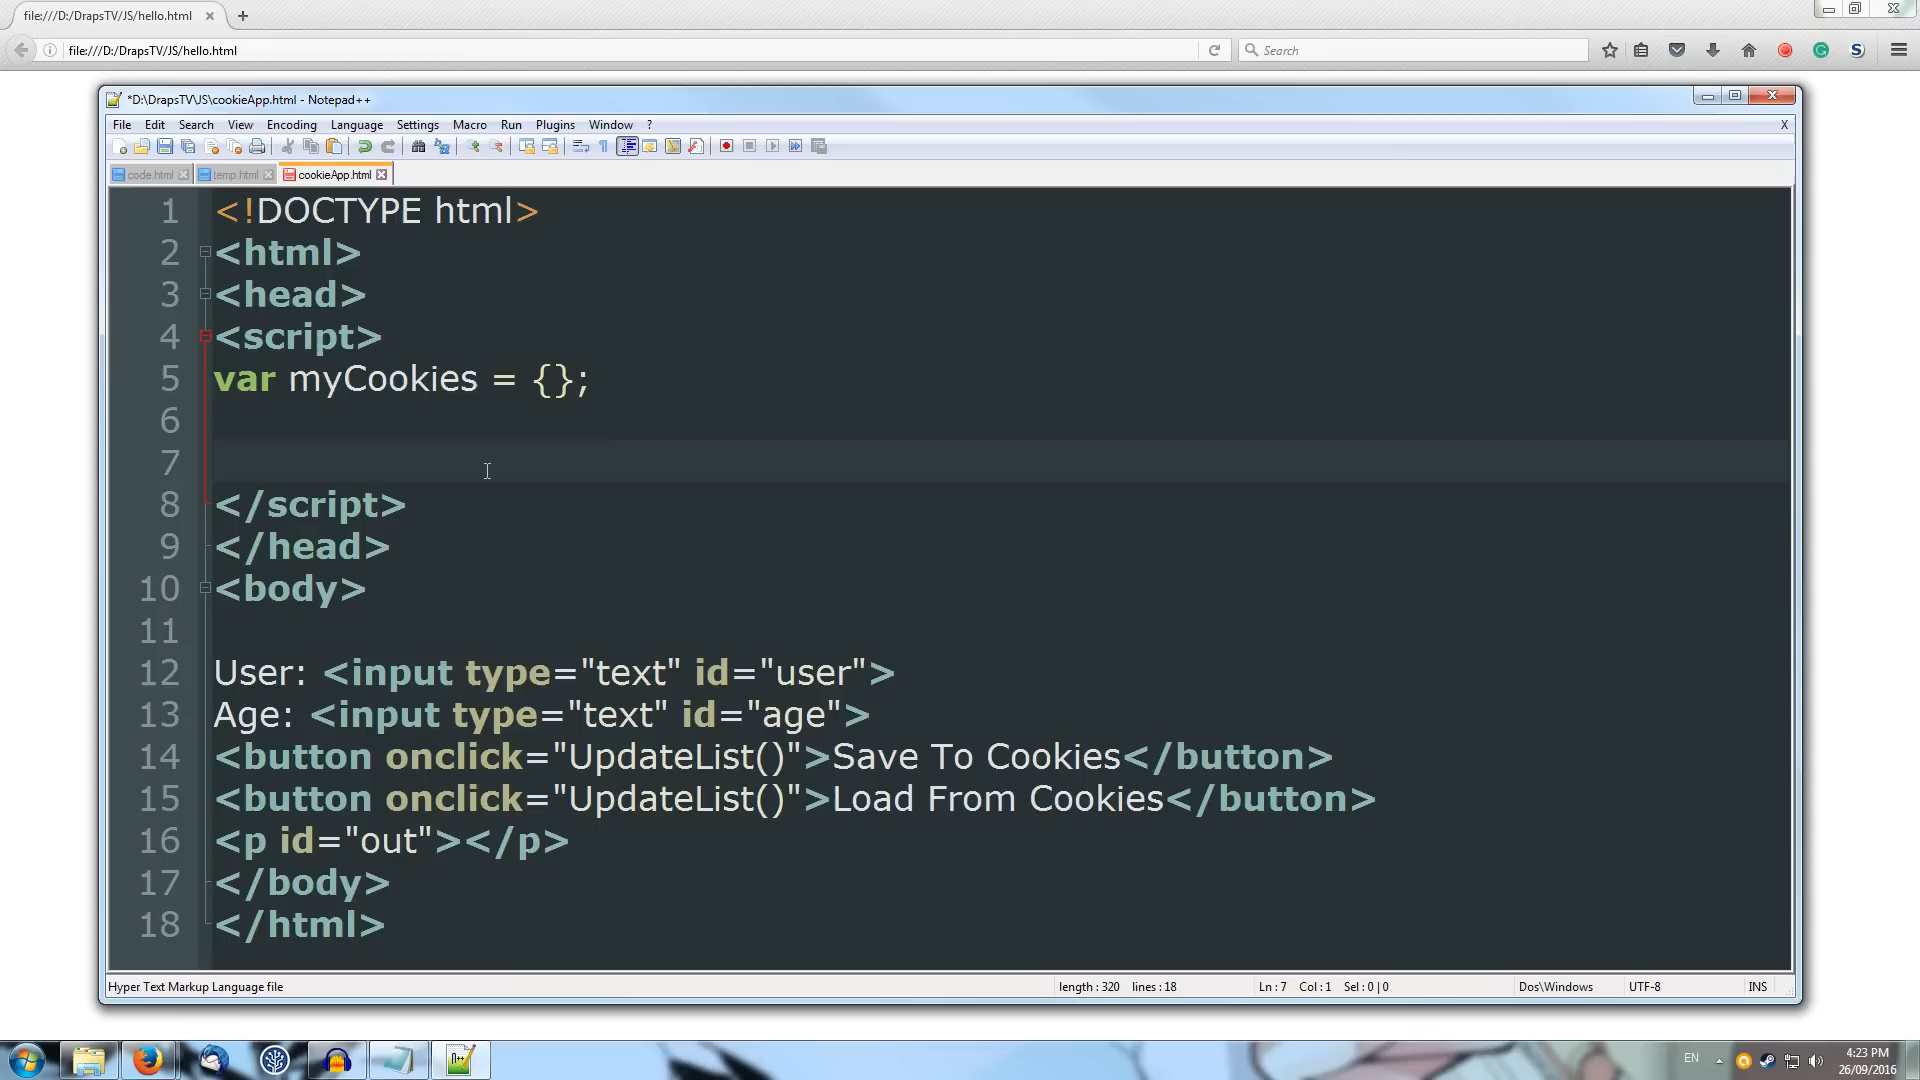 file:///D:/DrapsTV/JS/hello.html
file:///D:/DrapsTV/JS/hello.html
Search
*D:\DrapsTV\JS\cookieApp.html - Notepad++
File Edit Search View Encoding Language Settings Macro Run Plugins Window ? X
code.html temp.html cookieApp.html
1 <!DOCTYPE html>
2 <html>
3 <head>
4 <script>
5 var myCookies = {};
6
7
8 </script>
9 </head>
10 <body>
11
12 User: <input type="text" id="user">
13 Age: <input type="text" id="age">
14 <button onclick="UpdateList()">Save To Cookies</button>
15 <button onclick="UpdateList()">Load From Cookies</button>
16 <p id="out"></p>
17 </body>
18 </html>
Hyper Text Markup Language file length : 320 lines : 18 Ln : 7 Col : 1 Sel : 0 | 0 Dos\Windows UTF-8 INS
EN
4:23 PM
26/09/2016